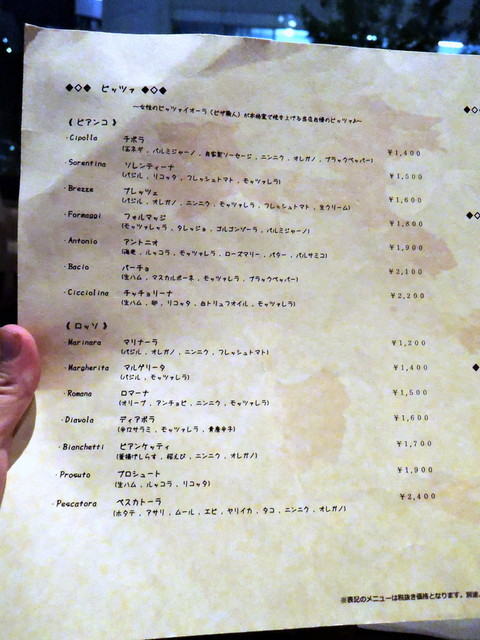 ◆◇◆ ピッツァ ◆◇◆
～女性のピッツァイオーラ（ピザ職人）が本格窯で焼き上げる当店自慢のピッツァ～
《 ビアンコ 》
・Cipolla チポラ ￥1,400
(玉ネギ , パルミジャーノ , 自家製ソーセージ , ニンニク , オレガノ , ブラックペッパー)
・Sorentina ソレンティーナ ￥1,500
(バジル , リコッタ , フレッシュトマト , モッツァレラ)
・Brezze ブレッツェ ￥1,600
(バジル , オレガノ , ニンニク , モッツァレラ , フレッシュトマト , 生クリーム)
・Formaggi フォルマッジ ￥1,800
(モッツァレッラ , タレッジョ , ゴルゴンゾーラ , パルミジャーノ)
・Antonio アントニオ ￥1,900
(海老 , ルッコラ , モッツァレラ , ローズマリー , バター , バルサミコ)
・Bacio バーチョ ￥2,100
(生ハム , マスカルポーネ , モッツァレラ , ブラックペッパー)
・Cicciolina チッチョリーナ ￥2,200
(生ハム , 卵 , リコッタ , 白トリュフオイル , モッツァレラ)
《 ロッソ 》
・Marinara マリナーラ ￥1,200
(バジル , オレガノ , ニンニク , フレッシュトマト)
・Margherita マルゲリータ ￥1,400
(バジル , モッツァレラ)
・Romana ロマーナ ￥1,500
(オリーブ , アンチョビ , ニンニク , モッツァレラ)
・Diavola ディアボラ ￥1,600
(辛口サラミ , モッツァレラ , 青唐辛子)
・Bianchetti ビアンケッティ ￥1,700
(釜揚げしらす , 桜えび , ニンニク , オレガノ)
・Prosuto プロシュート ￥1,900
(生ハム , ルッコラ , リコッタ)
・Pescatora ペスカトーラ ￥2,400
(ホタテ , アサリ , ムール , エビ , ヤリイカ , タコ , ニンニク , オレガノ)
※表記のメニューは税抜き価格となります。別途、